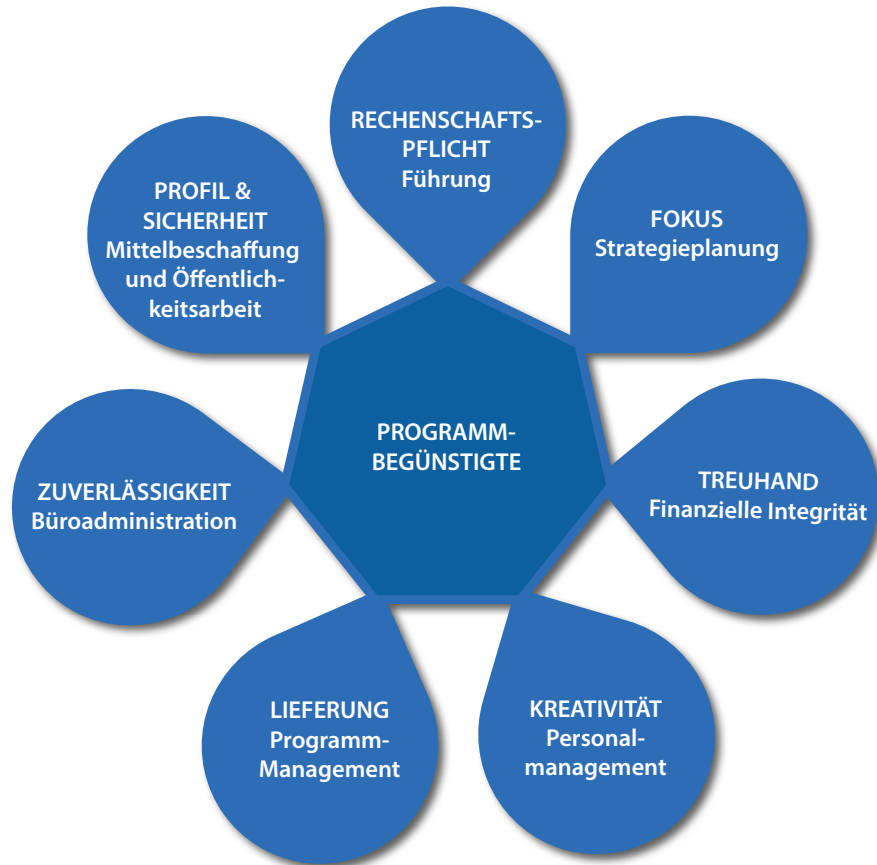 RECHENSCHAFTS-
PFLICHT
Führung
FOKUS
Strategieplanung
TREUHAND
Finanzielle Integrität
KREATIVITÄT
Personal-
management
LIEFERUNG
Programm-
Management
ZUVERLÄSSIGKEIT
Büroadministration
PROFIL &
SICHERHEIT
Mittelbeschaffung
und Öffentlich-
keitsarbeit
PROGRAMM-
BEGÜNSTIGTE